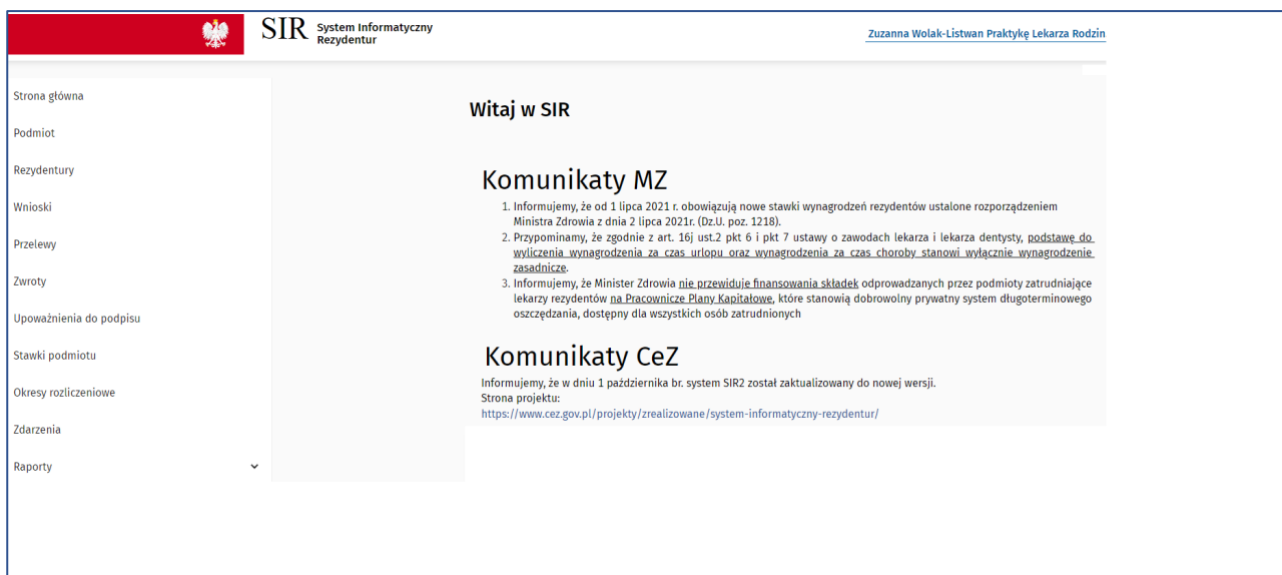 SIR System Informatyczny
Rezydentur
Zuzanna Wolak-Listwan Praktykę Lekarza Rodzin
Strona główna
Podmiot
Rezydentury
Wnioski
Przelewy
Zwroty
Upoważnienia do podpisu
Stawki podmiotu
Okresy rozliczeniowe
Zdarzenia
Raporty
Witaj w SIR
Komunikaty MZ
1. Informujemy, że od 1 lipca 2021 r. obowiązują nowe stawki wynagrodzeń rezydentów ustalone rozporządzeniem
Ministra Zdrowia z dnia 2 lipca 2021r. (Dz.U. poz. 1218).
2. Przypominamy, że zgodnie z art. 16j ust.2 pkt 6 i pkt 7 ustawy o zawodach lekarza i lekarza dentysty, podstawę do
wyliczenia wynagrodzenia za czas urlopu oraz wynagrodzenia za czas choroby stanowi wyłącznie wynagrodzenie
zasadnicze.
3. Informujemy, że Minister Zdrowia nie przewiduje finansowania składek odprowadzanych przez podmioty zatrudniające
lekarzy rezydentów na Pracownicze Plany Kapitałowe, które stanowią dobrowolny prywatny system długoterminowego
oszczędzania, dostępny dla wszystkich osób zatrudnionych
Komunikaty CeZ
Informujemy, że w dniu 1 października br. system SIR2 został zaktualizowany do nowej wersji.
Strona projektu:
https://www.cez.gov.pl/projekty/zrealizowane/system-informatyczny-rezydentur/